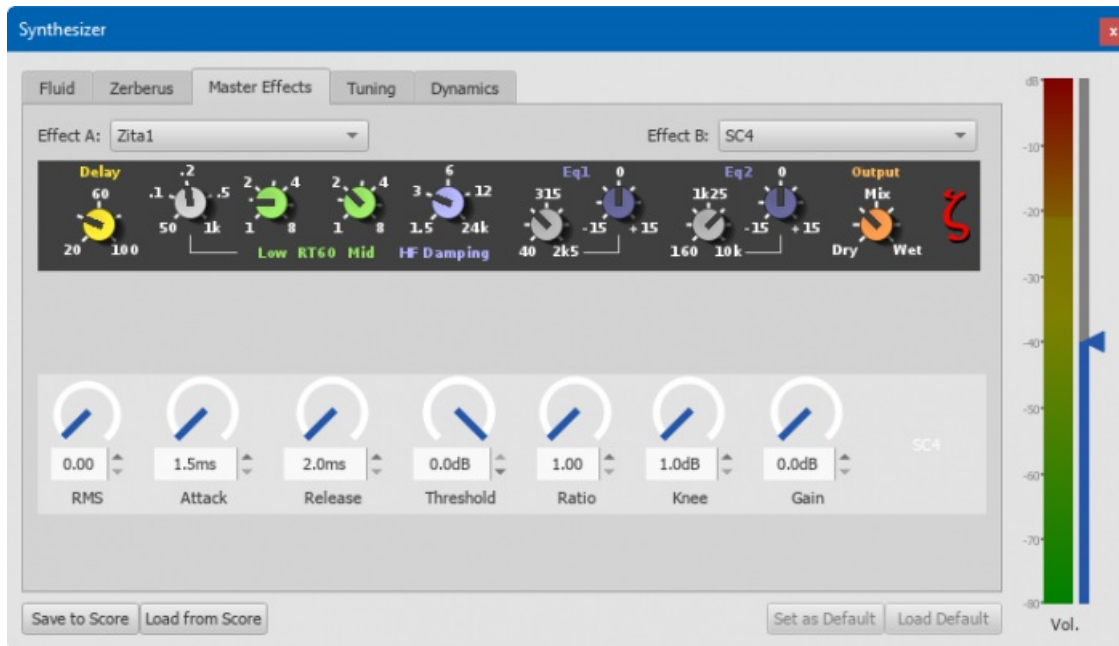 Synthesizer
x
Fluid Zerberus Master Effects Tuning Dynamics
Effect A: Zita1
Effect B: SC4
Delay
60
20 100
.1 .2 .5
50 1k
2 4
1 8
2 4
1 8
Low RT60 Mid
3 6 12
1.5 24k
HF Damping
Eq1
315
40 2k5
0
-15 +15
Eq2
1k25
160 10k
0
-15 +15
Output
Mix
Dry Wet
ζ
0.00 1.5ms 2.0ms 0.0dB 1.00 1.0dB 0.0dB
RMS Attack Release Threshold Ratio Knee Gain
SC4
Save to Score Load from Score Set as Default Load Default
dB
-10
-20
-30
-40
-50
-60
-70
-80
Vol.